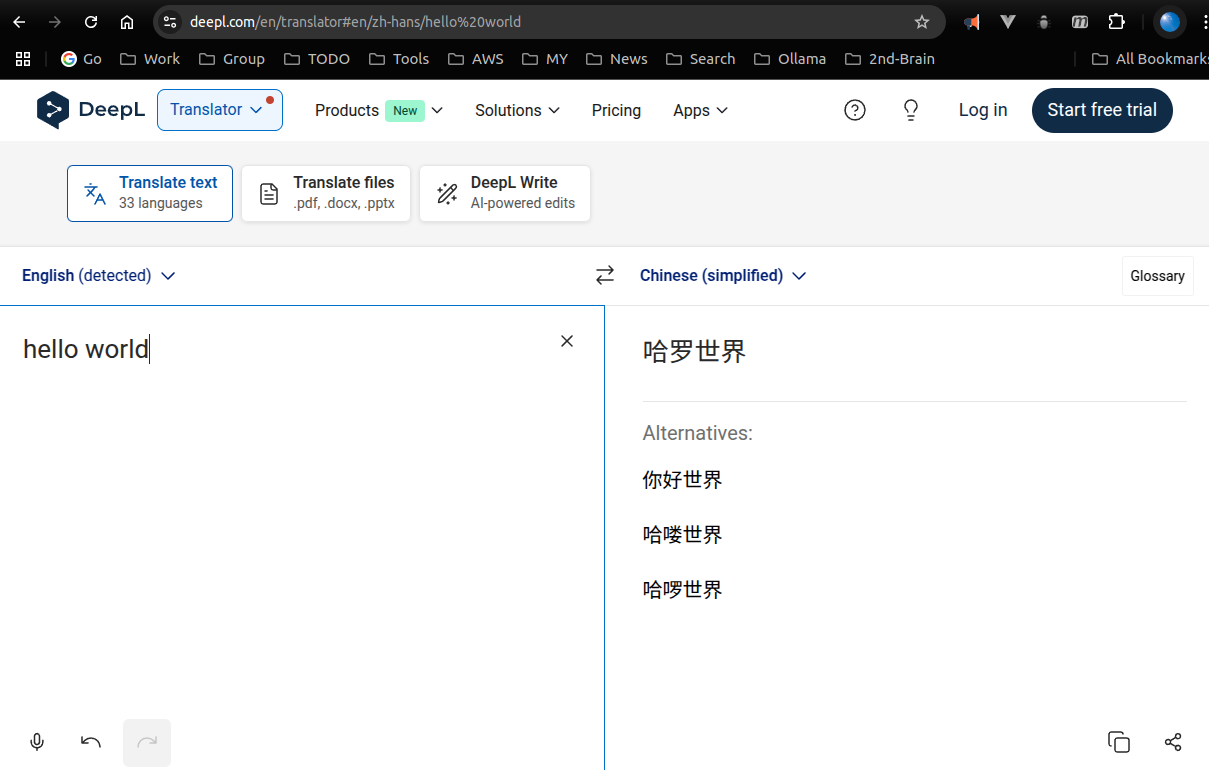 deepl.com/en/translator#en/zh-hans/hello%20world
Go Work Group TODO Tools AWS MY News Search Ollama 2nd-Brain All Bookmarks
DeepL Translator Products New Solutions Pricing Apps Log in Start free trial
Translate text
33 languages
Translate files
.pdf, .docx, .pptx
DeepL Write
AI-powered edits
English (detected)
Chinese (simplified)
Glossary
hello world
哈罗世界
Alternatives:
你好世界
哈喽世界
哈啰世界